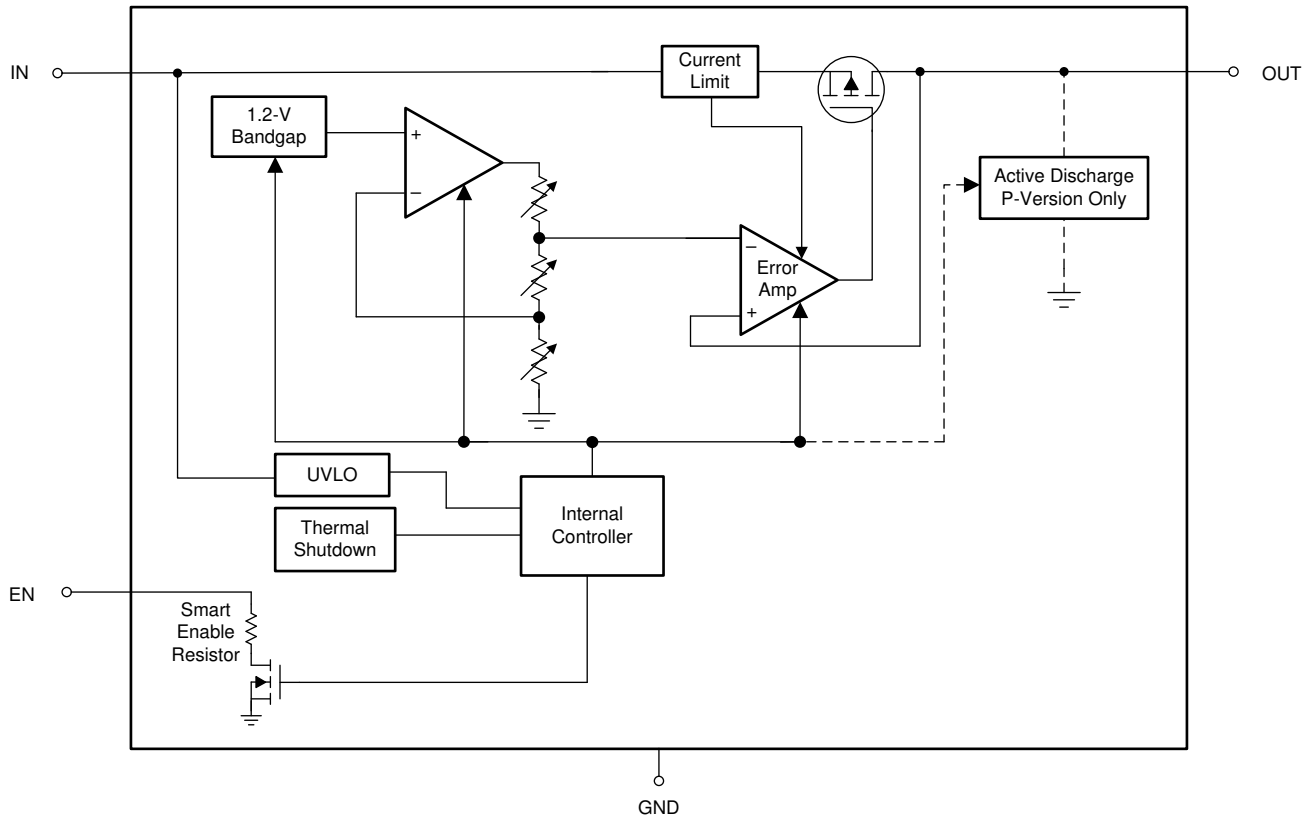 IN
Current
Limit
OUT
1.2-V
Bandgap
+
−
Active Discharge
P-Version Only
−
Error
Amp
+
UVLO
Thermal
Shutdown
Internal
Controller
EN
Smart
Enable
Resistor
GND